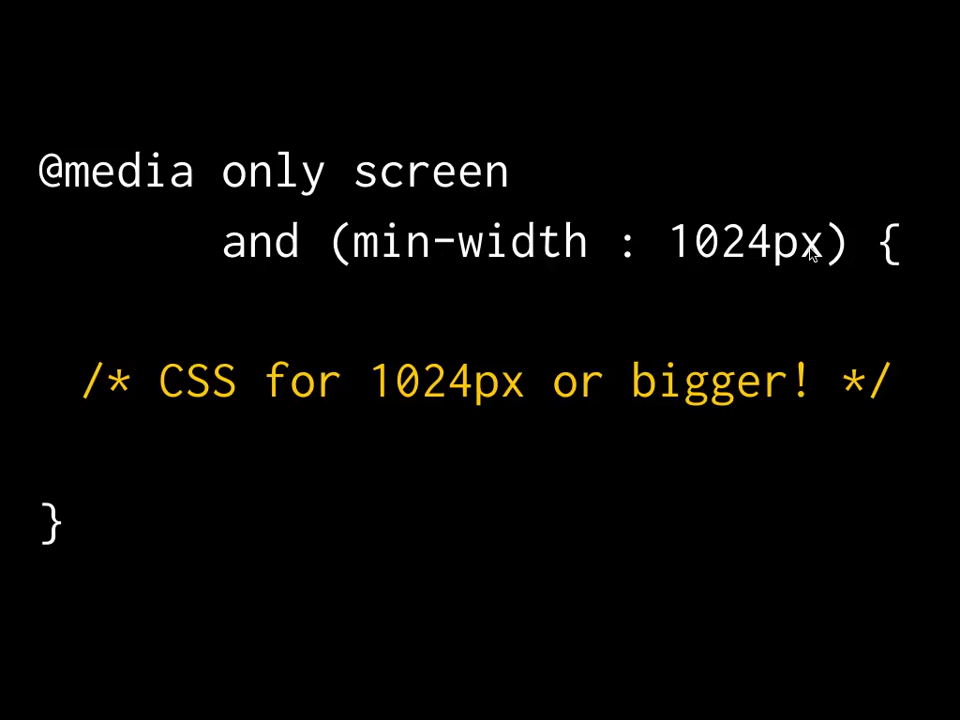 @media only screen
and (min-width : 1024px) {
/* CSS for 1024px or bigger! */
}